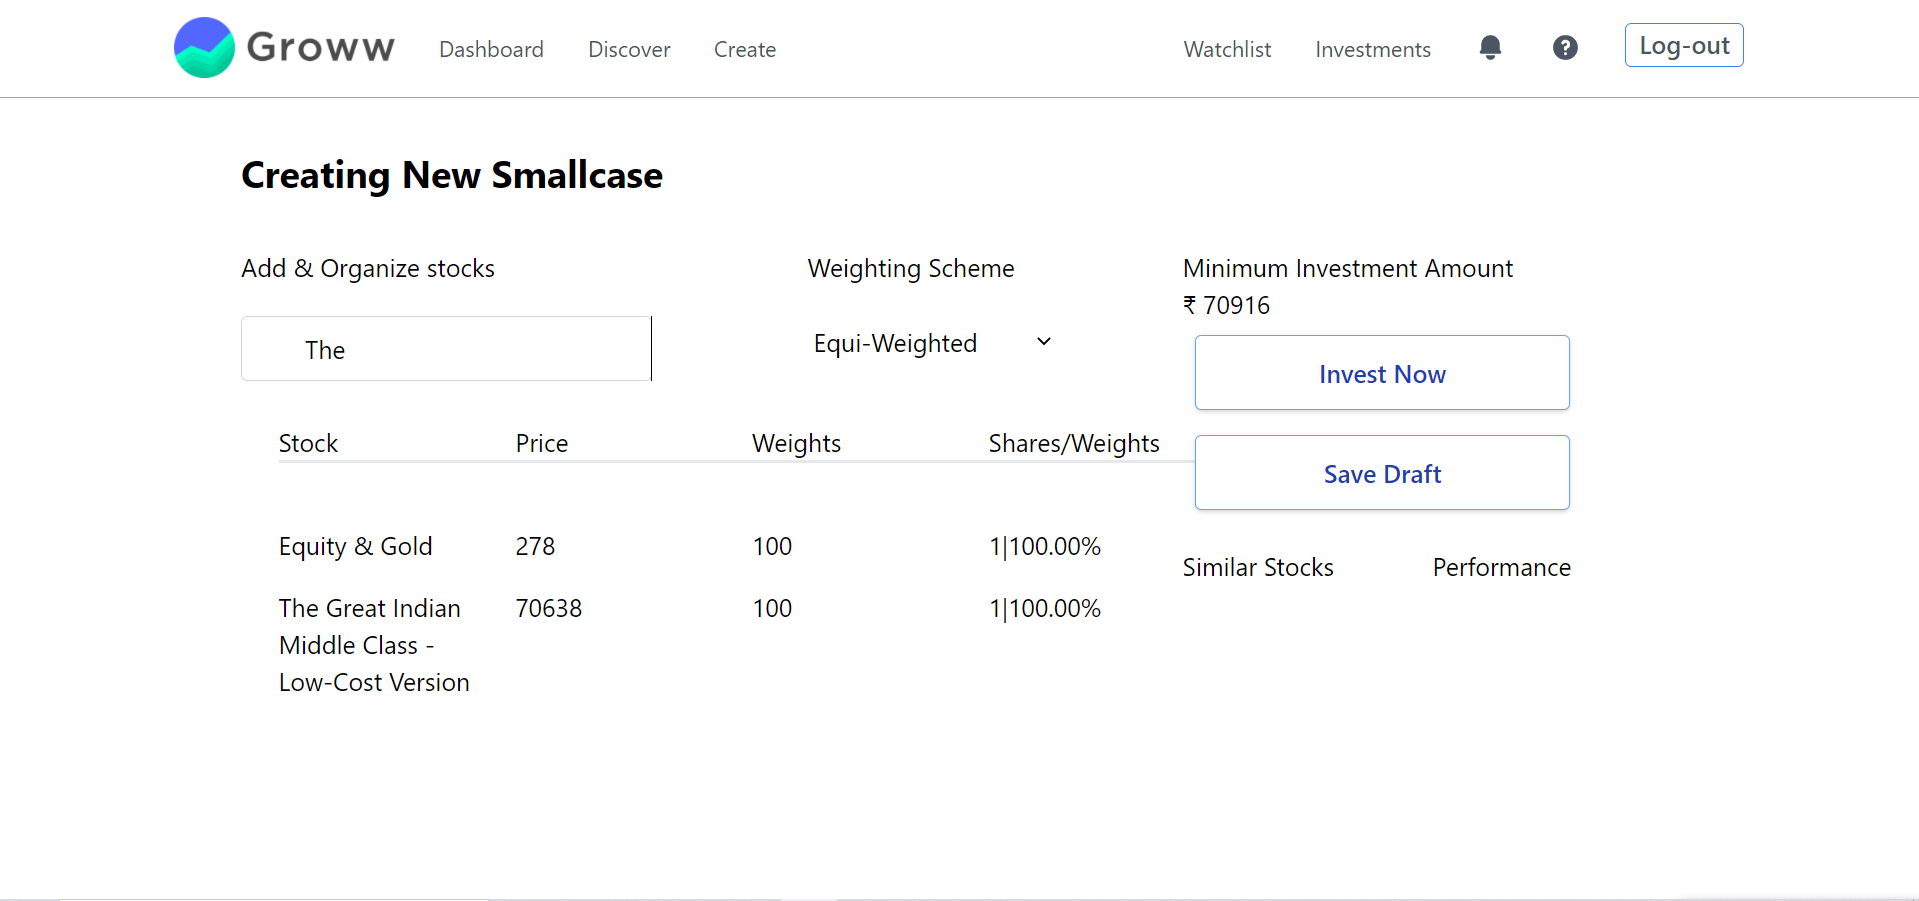 Groww Dashboard Discover Create Watchlist Investments Log-out
Creating New Smallcase
Add & Organize stocks Weighting Scheme Minimum Investment Amount
₹ 70916
The Equi-Weighted
Invest Now
Stock Price Weights Shares/Weights
Save Draft
Equity & Gold 278 100 1|100.00%
Similar Stocks Performance
The Great Indian 70638 100 1|100.00%
Middle Class -
Low-Cost Version